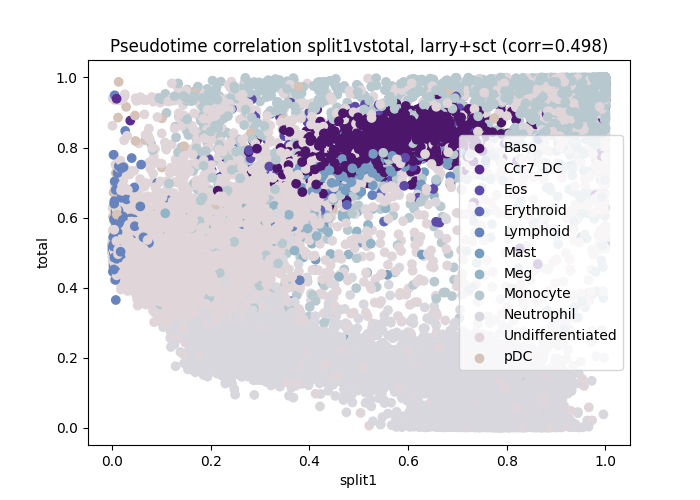 Pseudotime correlation split1vstotal, larry+sct (corr=0.498)
1.0
0.8
0.6
0.4
0.2
0.0
total
0.0 0.2 0.4 0.6 0.8 1.0
split1
Baso
Ccr7_DC
Eos
Erythroid
Lymphoid
Mast
Meg
Monocyte
Neutrophil
Undifferentiated
pDC